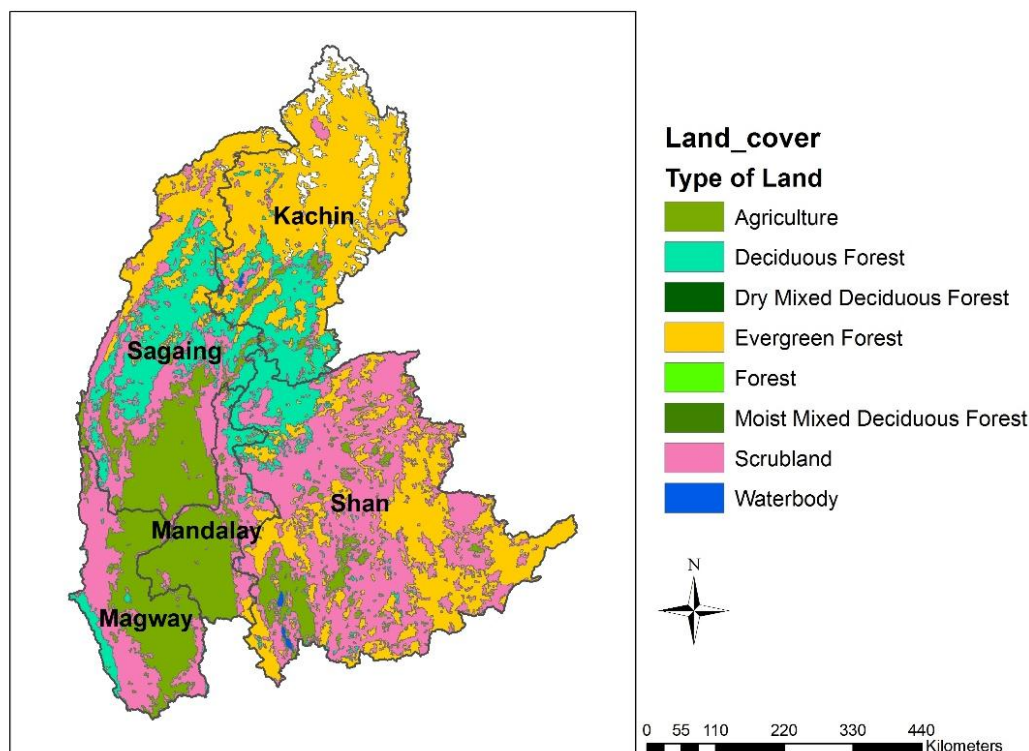 Kachin
Sagaing
Shan
Mandalay
Magway
Land_cover
Type of Land
Agriculture
Deciduous Forest
Dry Mixed Deciduous Forest
Evergreen Forest
Forest
Moist Mixed Deciduous Forest
Scrubland
Waterbody
N
0 55 110 220 330 440
Kilometers